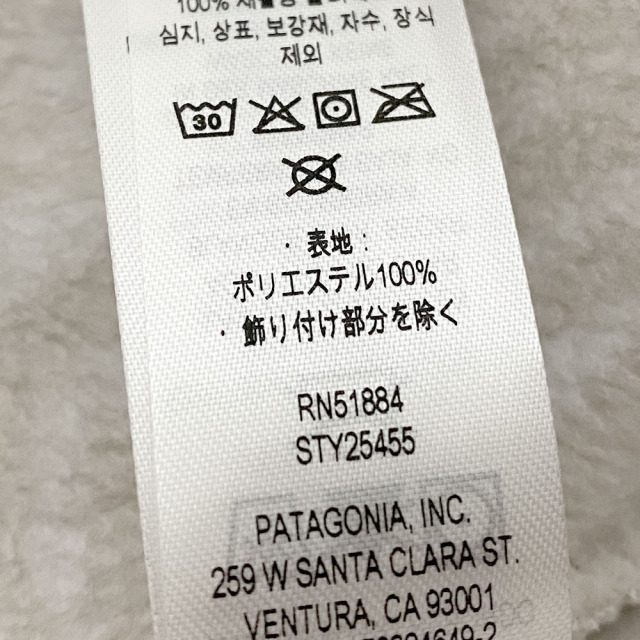 100%
심지, 상표, 보강재, 자수, 장식
제외
30
· 表地 :
ポリエステル100%
· 飾り付け部分を除く
RN51884
STY25455
PATAGONIA, INC.
259 W SANTA CLARA ST.
VENTURA, CA 93001